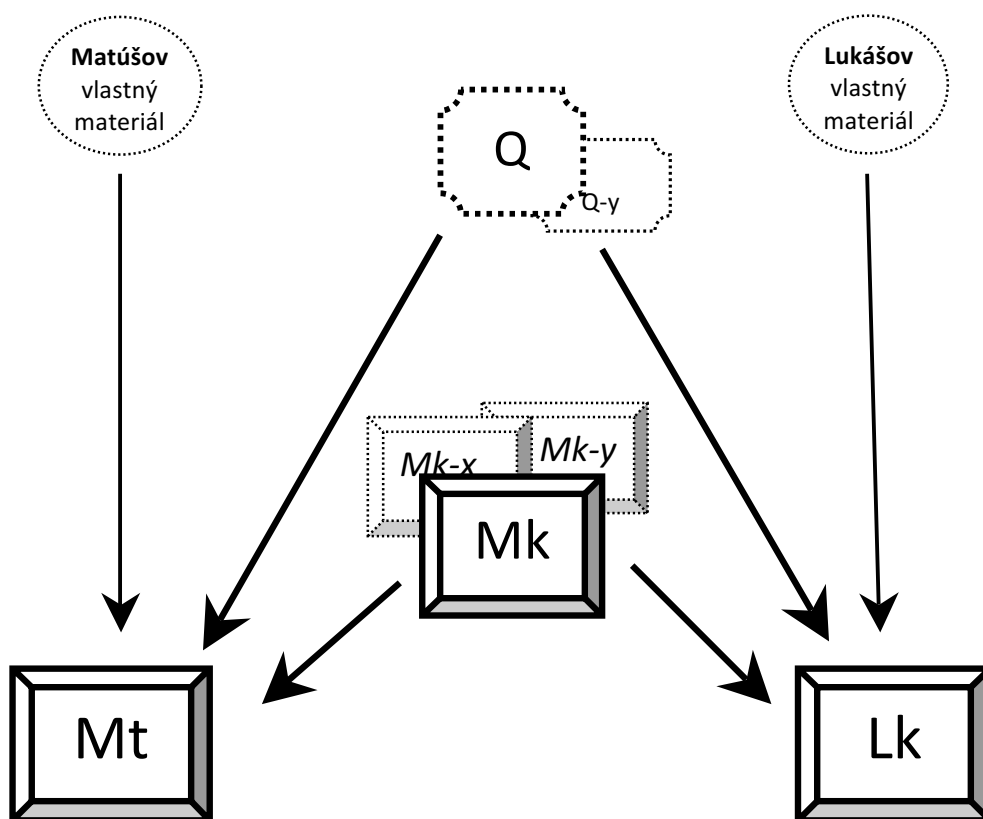 Matúšov
vlastný
materiál
Lukášov
vlastný
materiál
Q
Q-y
Mk-x
Mk-y
Mk
Mt
Lk